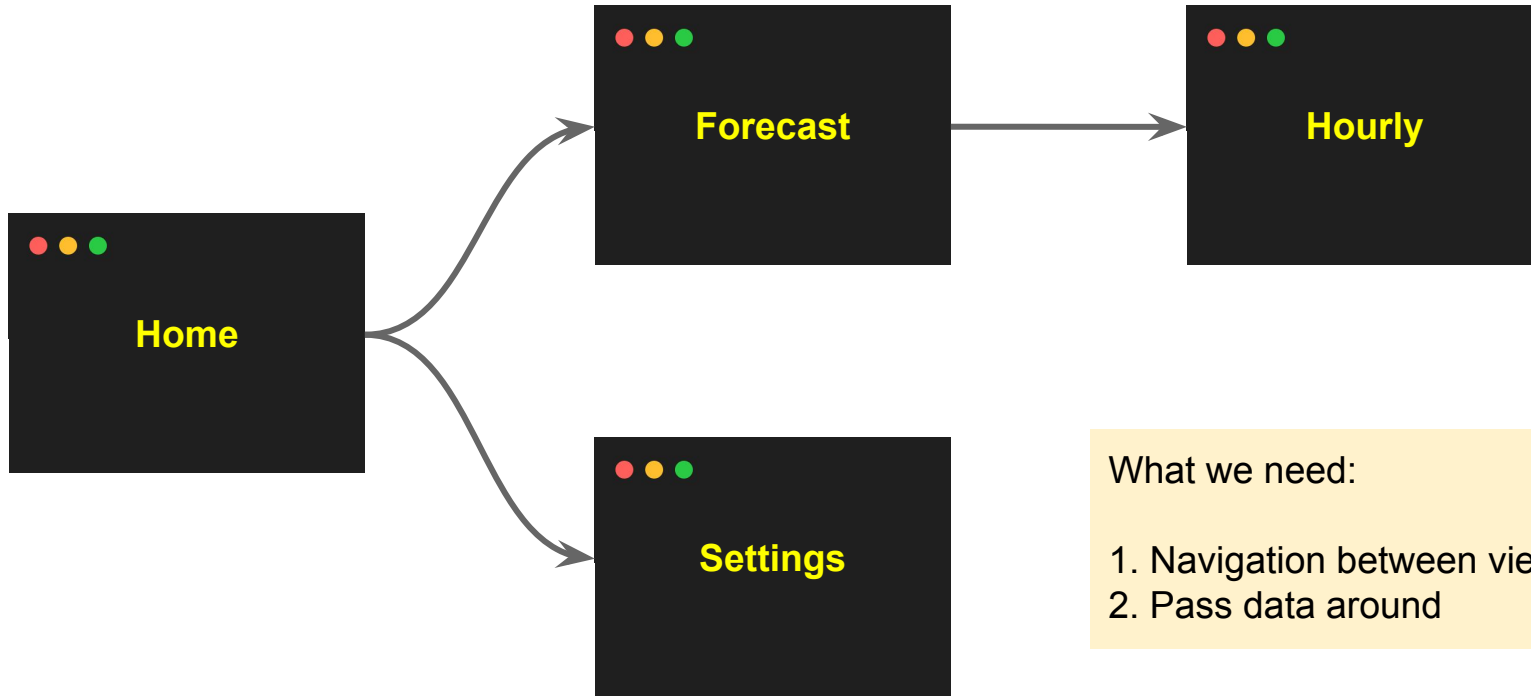 Forecast
Hourly
Home
Settings
What we need:
1. Navigation between
2. Pass data around